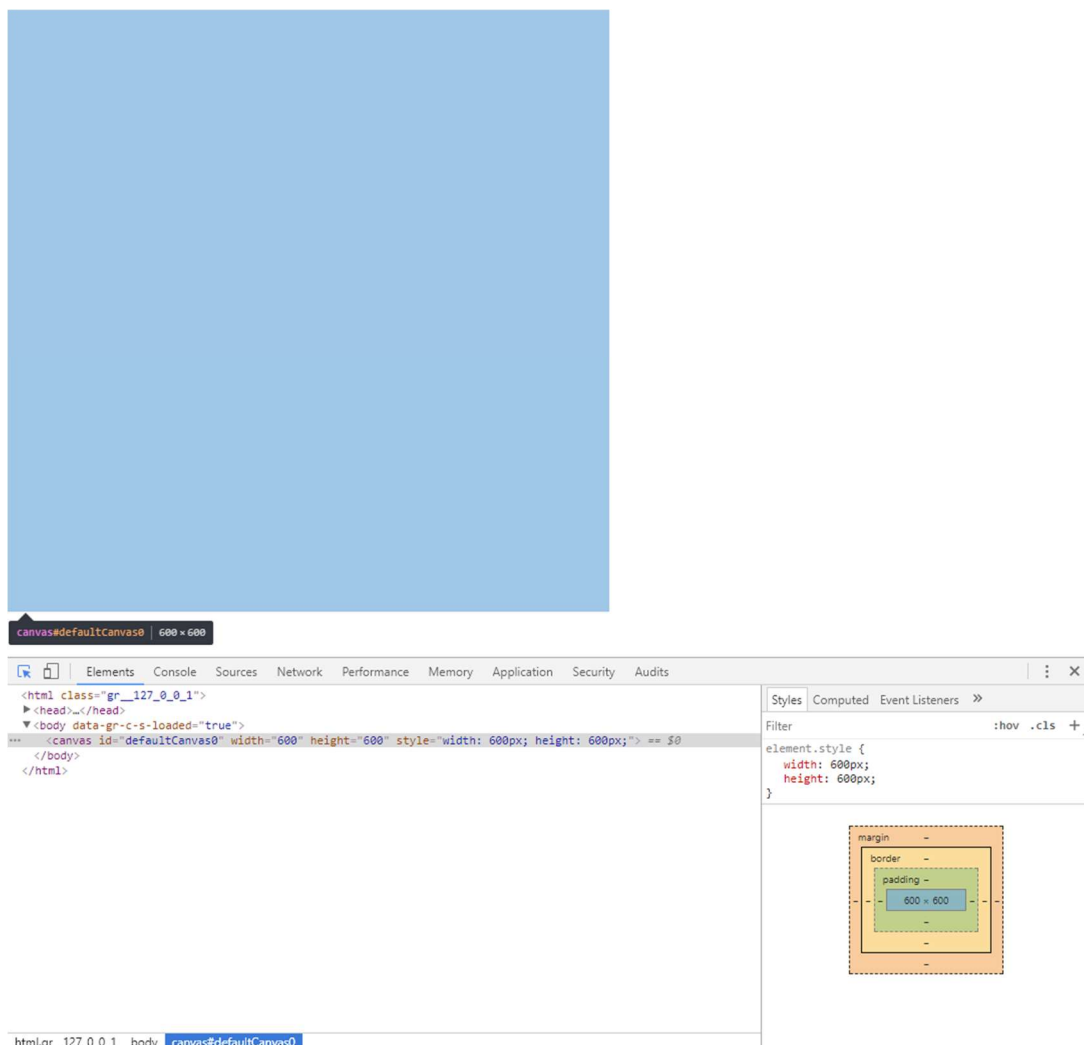 canvas#defaultCanvas0 | 600 × 600
Elements Console Sources Network Performance Memory Application Security Audits
<html class="gr__127_0_0_1">
▶<head>…</head>
▼<body data-gr-c-s-loaded="true">
<canvas id="defaultCanvas0" width="600" height="600" style="width: 600px; height: 600px;"> == $0
</body>
</html>
html.gr__127_0_0_1 body canvas#defaultCanvas0
Styles Computed Event Listeners »
Filter :hov .cls +
element.style {
width: 600px;
height: 600px;
}
margin –
border –
padding –
– – – 600 × 600 – – –
–
–
–